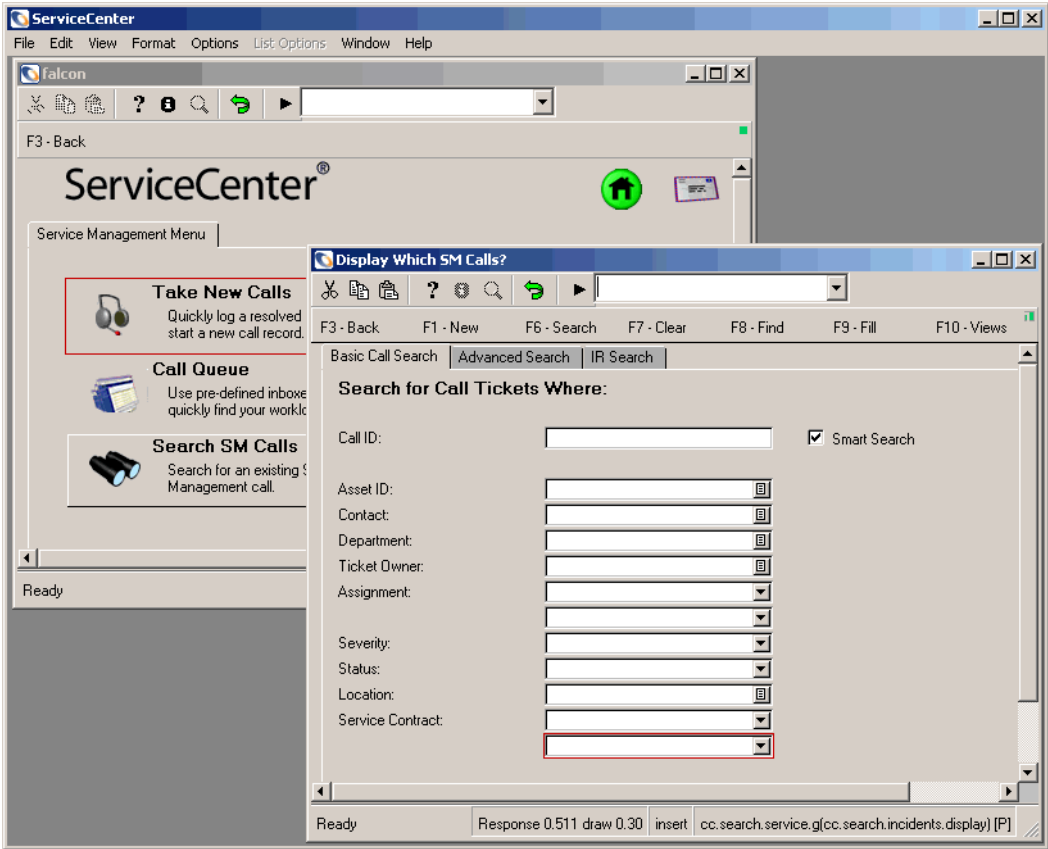 ServiceCenter
File Edit View Format Options List Options Window Help
falcon
F3 - Back
ServiceCenter®
Service Management Menu
Take New Calls
Quickly log a resolved
start a new call record.
Call Queue
Use pre-defined inboxe
quickly find your worklo
Search SM Calls
Search for an existing S
Management call.
Ready
Display Which SM Calls?
F3 - Back F1 - New F6 - Search F7 - Clear F8 - Find F9 - Fill F10 - Views
Basic Call Search Advanced Search IR Search
Search for Call Tickets Where:
Call ID: Smart Search
Asset ID:
Contact:
Department:
Ticket Owner:
Assignment:
Severity:
Status:
Location:
Service Contract:
Ready Response 0.511 draw 0.30 insert cc.search.service.g(cc.search.incidents.display) [P]